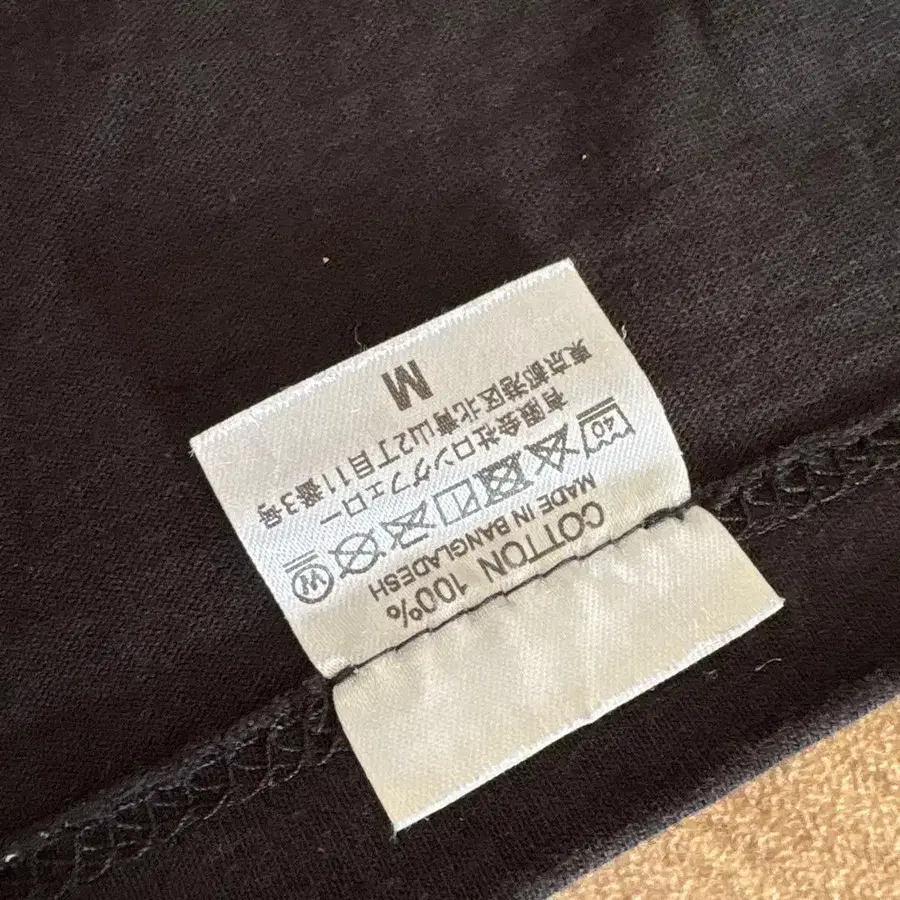 COTTON 100%
MADE IN BANGLADESH
40 W
有限会社ロングフェロー
東京都港区北青山2丁目11番3号
M